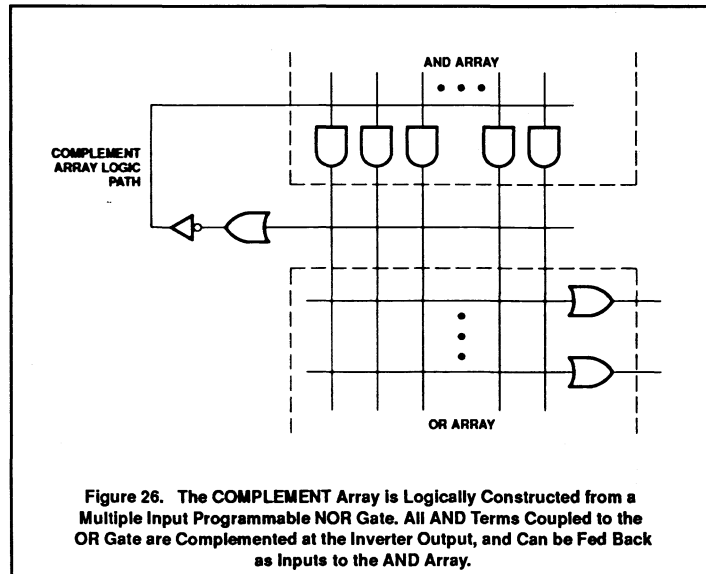 AND ARRAY
COMPLEMENT
ARRAY LOGIC
PATH
OR ARRAY
Figure 26. The COMPLEMENT Array is Logically Constructed from a
Multiple Input Programmable NOR Gate. All AND Terms Coupled to the
OR Gate are Complemented at the Inverter Output, and Can be Fed Back
as Inputs to the AND Array.